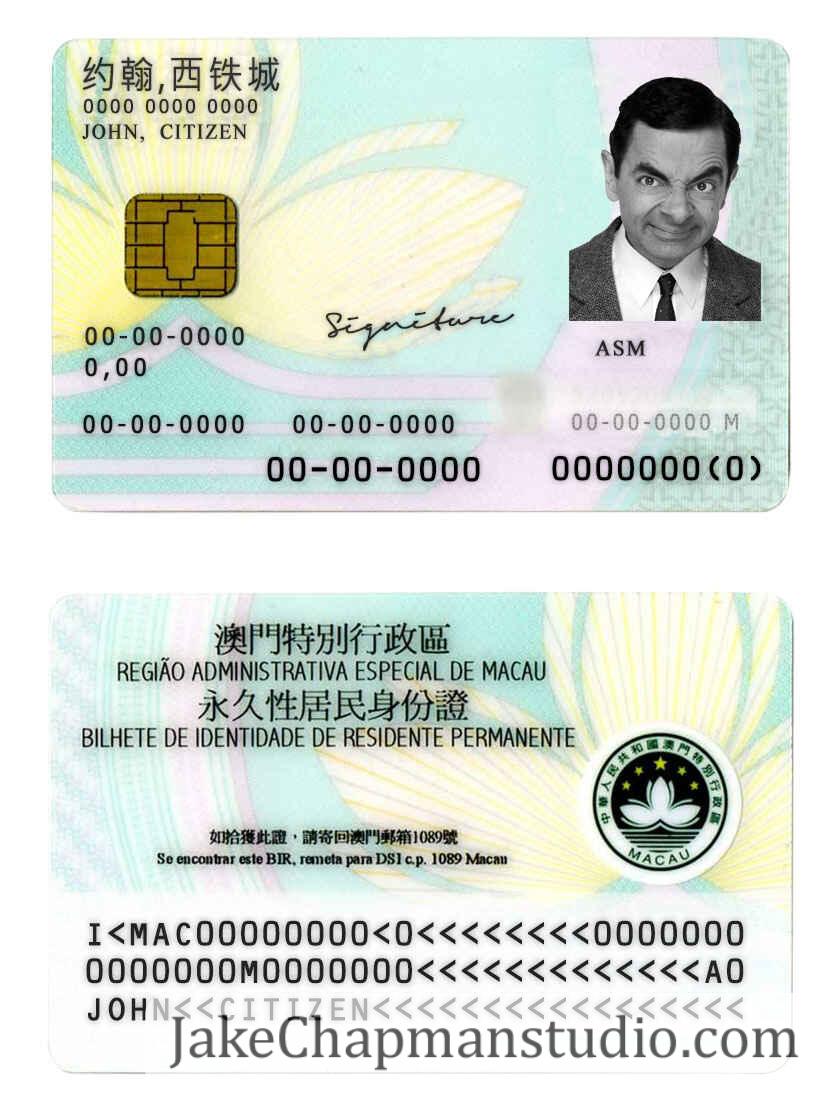 约翰,西铁城
0000 0000 0000
JOHN, CITIZEN
Signature
00-00-0000
0,00
ASM
00-00-0000 00-00-0000 00-00-0000 M
00-00-0000 0000000(0)
澳門特別行政區
REGIÃO ADMINISTRATIVA ESPECIAL DE MACAU
永久性居民身份證
BILHETE DE IDENTIDADE DE RESIDENTE PERMANENTE
中華人民共和國澳門特別行政區
MACAU
如拾獲此證，請寄回澳門郵箱1089號
Se encontrar este BIR, remeta para DSI c.p. 1089 Macau
I<MAC00000000<0<<<<<<<<0000000
0000000M0000000<<<<<<<<<<<<<A0
JOHN<<CITIZEN<<<<<<<<<<<<<<<<<
JakeChapmanstudio.com